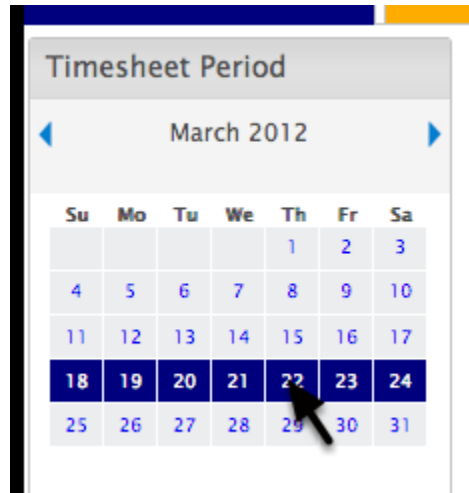 Timesheet Period
March 2012
Su Mo Tu We Th Fr Sa
1 2 3
4 5 6 7 8 9 10
11 12 13 14 15 16 17
18 19 20 21 22 23 24
25 26 27 28 29 30 31